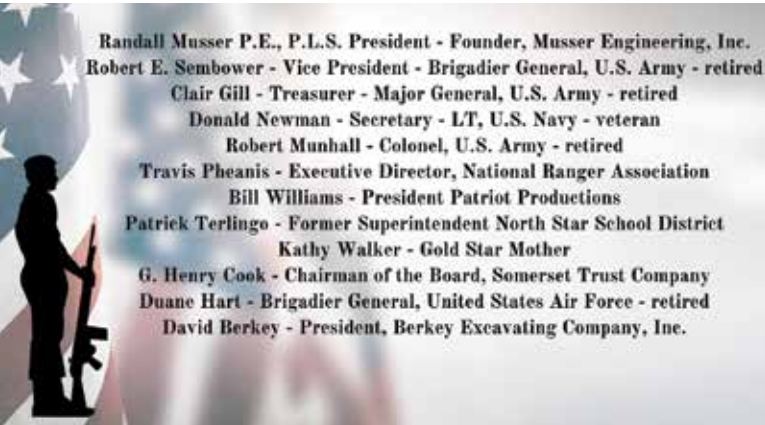 Randall Musser P.E., P.L.S. President - Founder, Musser Engineering, Inc.
Robert E. Sembower - Vice President - Brigadier General, U.S. Army - retired
Clair Gill - Treasurer - Major General, U.S. Army - retired
Donald Newman - Secretary - LT, U.S. Navy - veteran
Robert Munhall - Colonel, U.S. Army - retired
Travis Pheanis - Executive Director, National Ranger Association
Bill Williams - President Patriot Productions
Patrick Terlingo - Former Superintendent North Star School District
Kathy Walker - Gold Star Mother
G. Henry Cook - Chairman of the Board, Somerset Trust Company
Duane Hart - Brigadier General, United States Air Force - retired
David Berkey - President, Berkey Excavating Company, Inc.